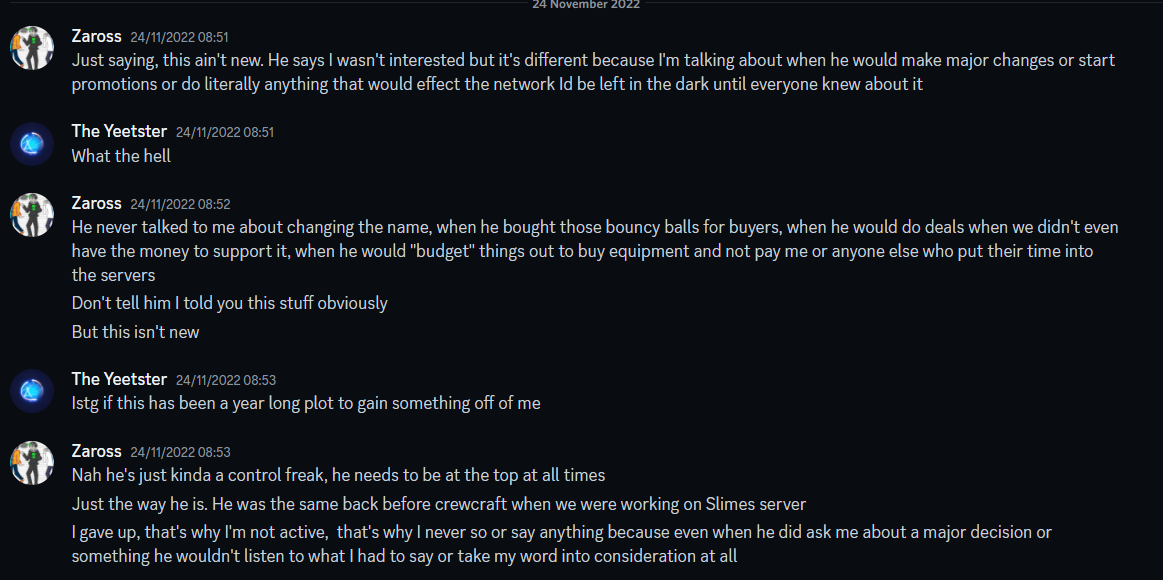 24 November 2022
Zaross 24/11/2022 08:51
Just saying, this ain't new. He says I wasn't interested but it's different because I'm talking about when he would make major changes or start
promotions or do literally anything that would effect the network Id be left in the dark until everyone knew about it
The Yeetster 24/11/2022 08:51
What the hell
Zaross 24/11/2022 08:52
He never talked to me about changing the name, when he bought those bouncy balls for buyers, when he would do deals when we didn't even
have the money to support it, when he would "budget" things out to buy equipment and not pay me or anyone else who put their time into
the servers
Don't tell him I told you this stuff obviously
But this isn't new
The Yeetster 24/11/2022 08:53
Istg if this has been a year long plot to gain something off of me
Zaross 24/11/2022 08:53
Nah he's just kinda a control freak, he needs to be at the top at all times
Just the way he is. He was the same back before crewcraft when we were working on Slimes server
I gave up, that's why I'm not active,  that's why I never so or say anything because even when he did ask me about a major decision or
something he wouldn't listen to what I had to say or take my word into consideration at all